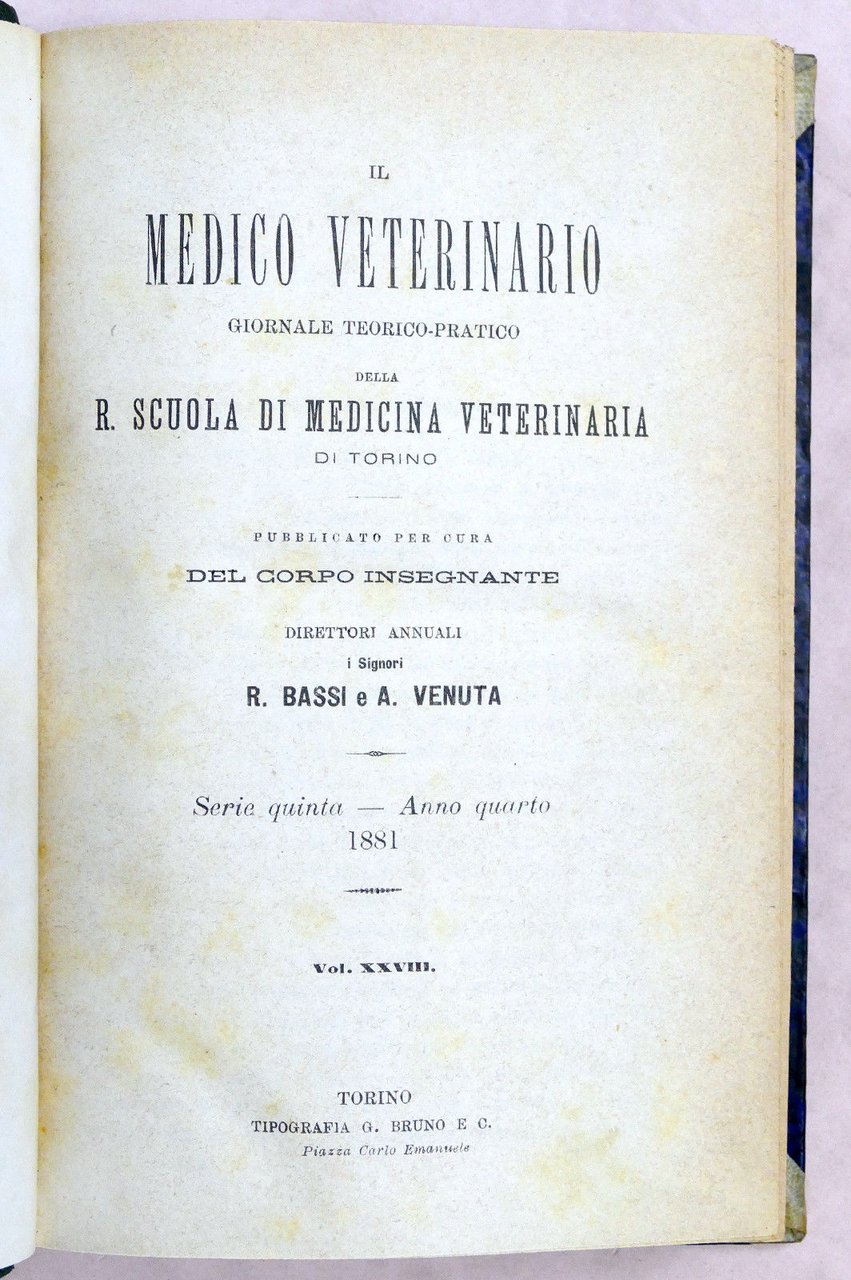 IL
MEDICO VETERINARIO
GIORNALE TEORICO-PRATICO
DELLA
R. SCUOLA DI MEDICINA VETERINARIA
DI TORINO
PUBBLICATO PER CURA
DEL CORPO INSEGNANTE
DIRETTORI ANNUALI
i Signori
R. BASSI e A. VENUTA
Serie quinta — Anno quarto
1881
Vol. XXVIII.
TORINO
TIPOGRAFIA G. BRUNO E C.
Piazza Carlo Emanuele